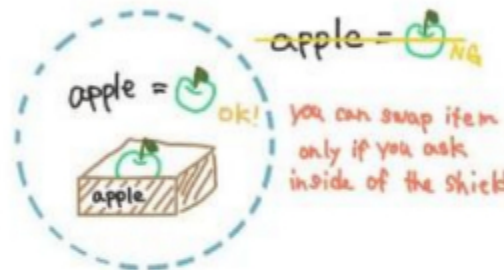 apple =
NG
apple =
OK!
apple
you can swap item
only if you ask
inside of the shield